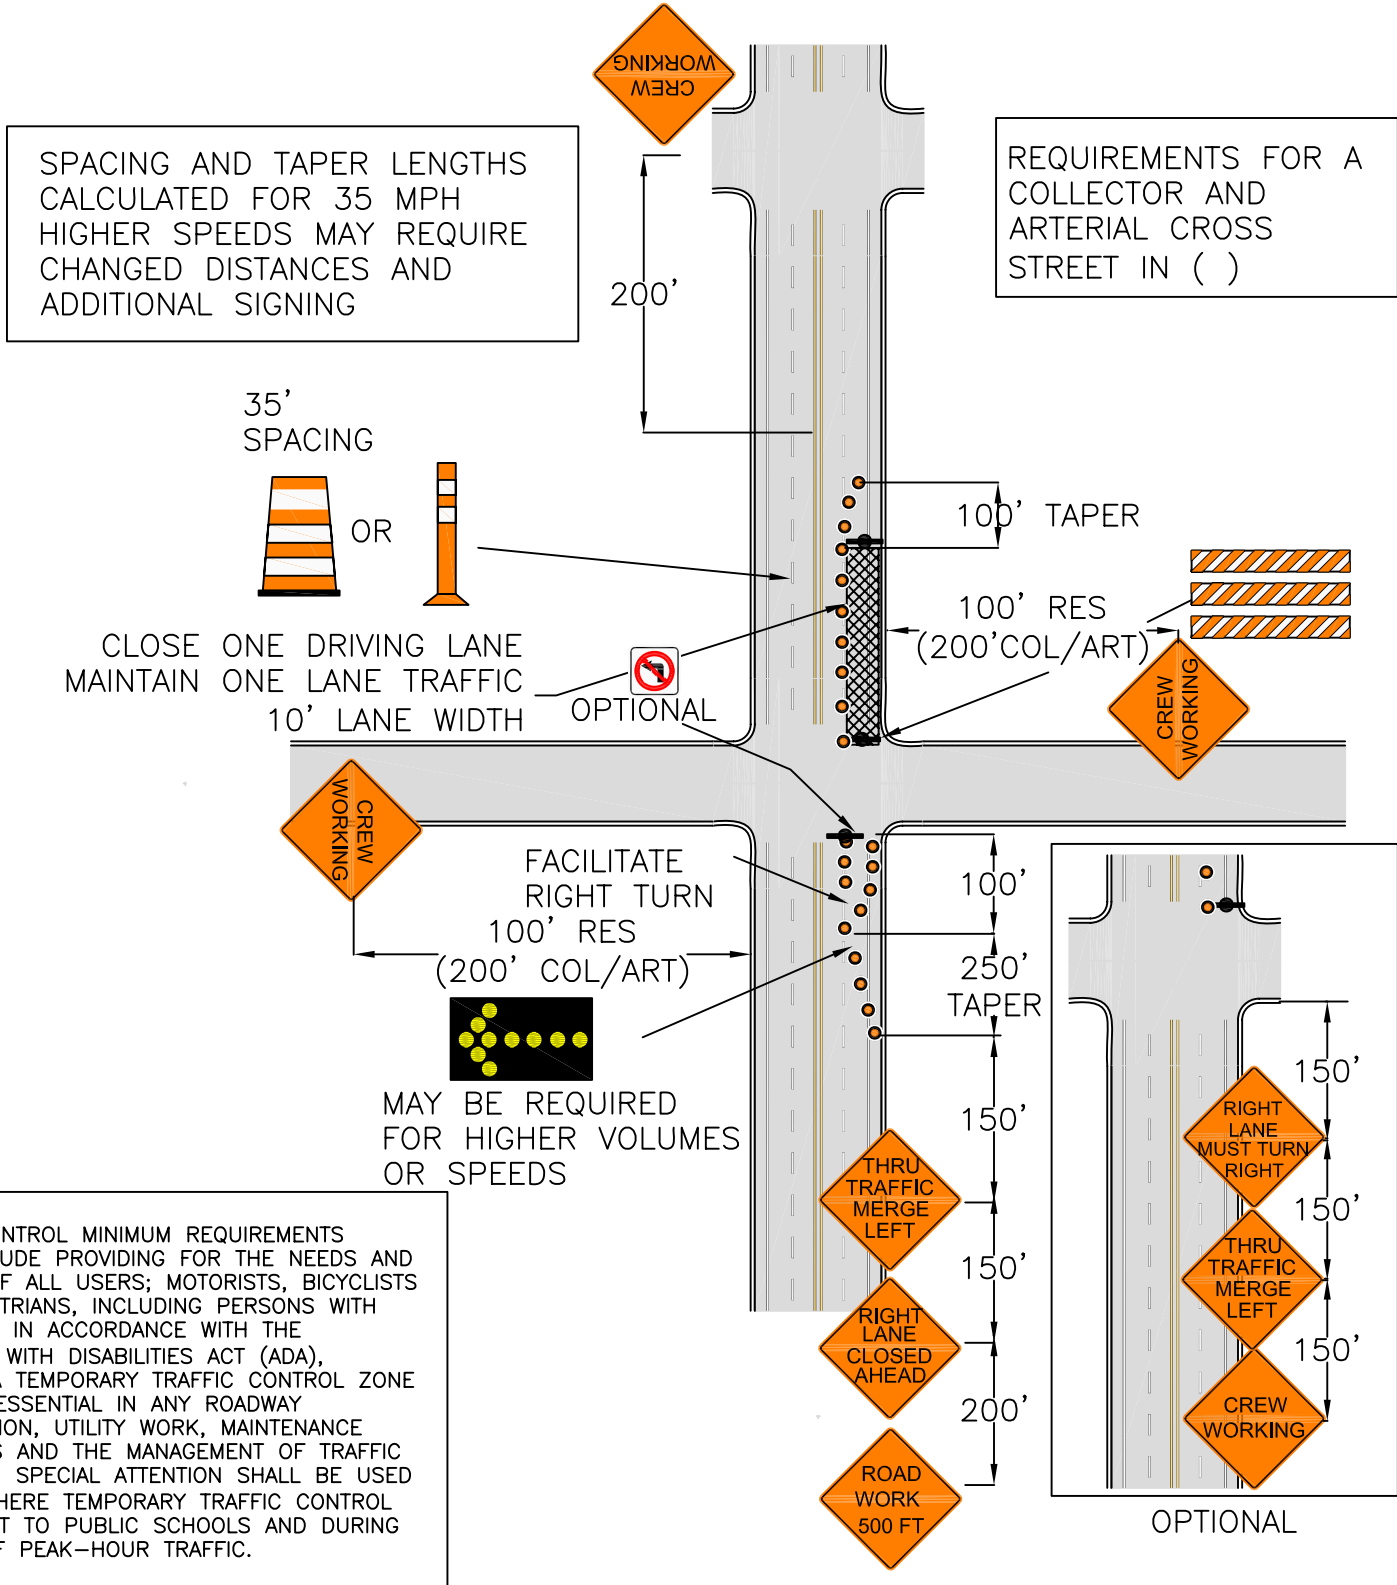 CREW
WORKING
SPACING AND TAPER LENGTHS
CALCULATED FOR 35 MPH
HIGHER SPEEDS MAY REQUIRE
CHANGED DISTANCES AND
ADDITIONAL SIGNING
REQUIREMENTS FOR A
COLLECTOR AND
ARTERIAL CROSS
STREET IN ( )
200'
35'
SPACING
OR
100' TAPER
100' RES
(200'COL/ART)
CLOSE ONE DRIVING LANE
MAINTAIN ONE LANE TRAFFIC
10' LANE WIDTH
OPTIONAL
CREW
WORKING
CREW
WORKING
FACILITATE
RIGHT TURN
100' RES
(200' COL/ART)
100'
250'
TAPER
MAY BE REQUIRED
FOR HIGHER VOLUMES
OR SPEEDS
150'
THRU
TRAFFIC
MERGE
LEFT
150'
RIGHT
LANE
CLOSED
AHEAD
200'
ROAD
WORK
500 FT
150'
RIGHT
LANE
MUST TURN
RIGHT
150'
THRU
TRAFFIC
MERGE
LEFT
150'
CREW
WORKING
OPTIONAL
NTROL MINIMUM REQUIREMENTS
UDE PROVIDING FOR THE NEEDS AND
F ALL USERS; MOTORISTS, BICYCLISTS
TRIANS, INCLUDING PERSONS WITH
IN ACCORDANCE WITH THE
WITH DISABILITIES ACT (ADA),
A TEMPORARY TRAFFIC CONTROL ZONE
ESSENTIAL IN ANY ROADWAY
ION, UTILITY WORK, MAINTENANCE
S AND THE MANAGEMENT OF TRAFFIC
SPECIAL ATTENTION SHALL BE USED
HERE TEMPORARY TRAFFIC CONTROL
T TO PUBLIC SCHOOLS AND DURING
F PEAK-HOUR TRAFFIC.